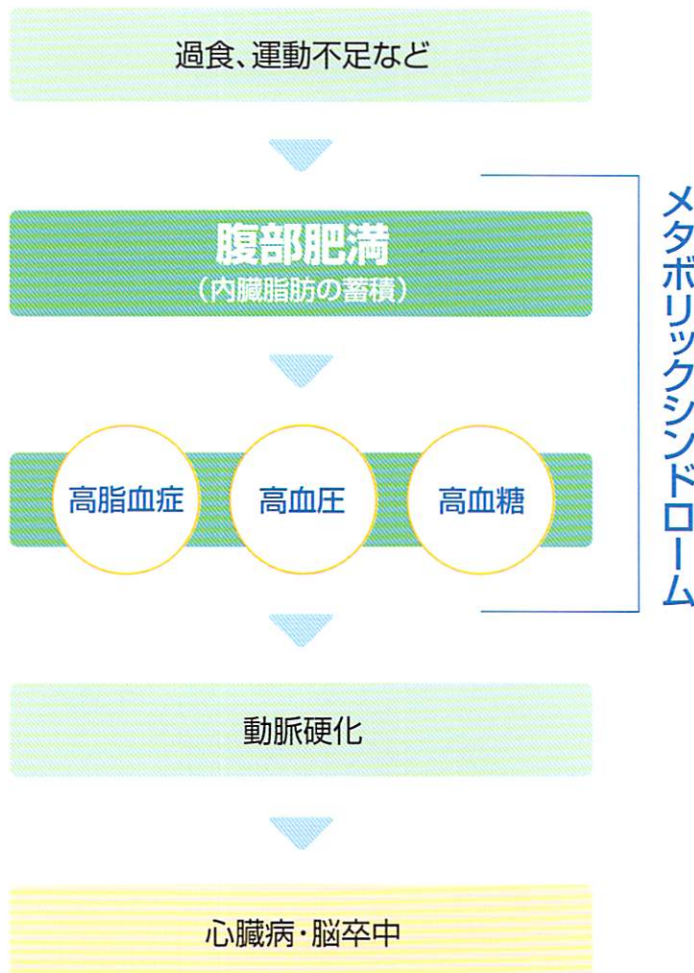 過食、運動不足など
腹部肥満
（内臓脂肪の蓄積）
高脂血症
高血圧
高血糖
メタボリックシンドローム
動脈硬化
心臓病・脳卒中